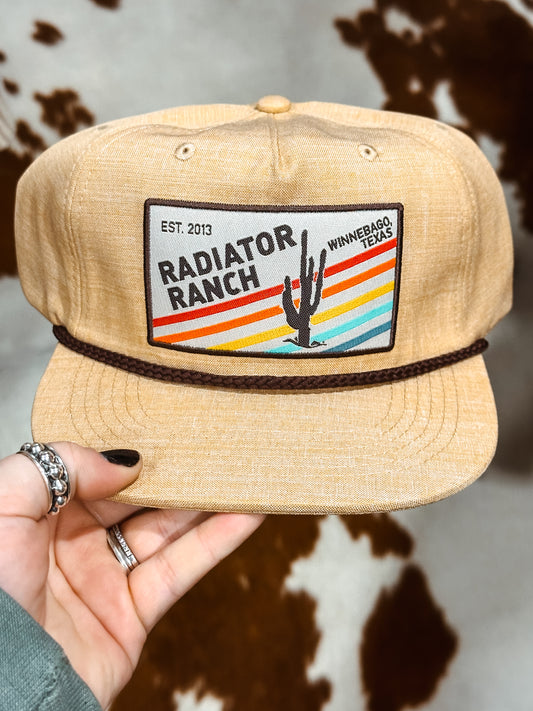 EST. 2013
RADIATOR
RANCH
WINNEBAGO,
TEXAS